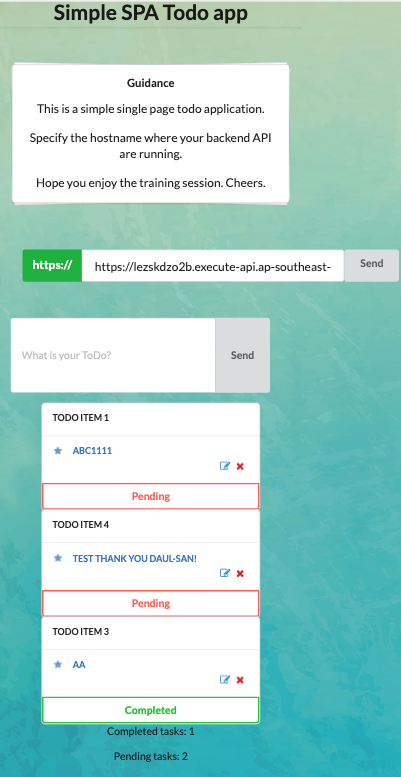 Simple SPA Todo app
Guidance
This is a simple single page todo application.
Specify the hostname where your backend API
are running.
Hope you enjoy the training session. Cheers.
https:// https://lezskdzo2b.execute-api.ap-southeast- Send
What is your ToDo? Send
TODO ITEM 1
ABC1111
Pending
TODO ITEM 4
TEST THANK YOU DAUL-SAN!
Pending
TODO ITEM 3
AA
Completed
Completed tasks: 1
Pending tasks: 2